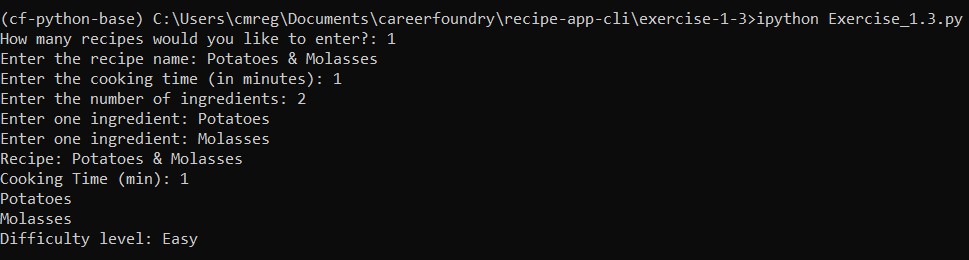 (cf-python-base) C:\Users\cmreg\Documents\careerfoundry\recipe-app-cli\exercise-1-3>ipython Exercise_1.3.py
How many recipes would you like to enter?: 1
Enter the recipe name: Potatoes & Molasses
Enter the cooking time (in minutes): 1
Enter the number of ingredients: 2
Enter one ingredient: Potatoes
Enter one ingredient: Molasses
Recipe: Potatoes & Molasses
Cooking Time (min): 1
Potatoes
Molasses
Difficulty level: Easy